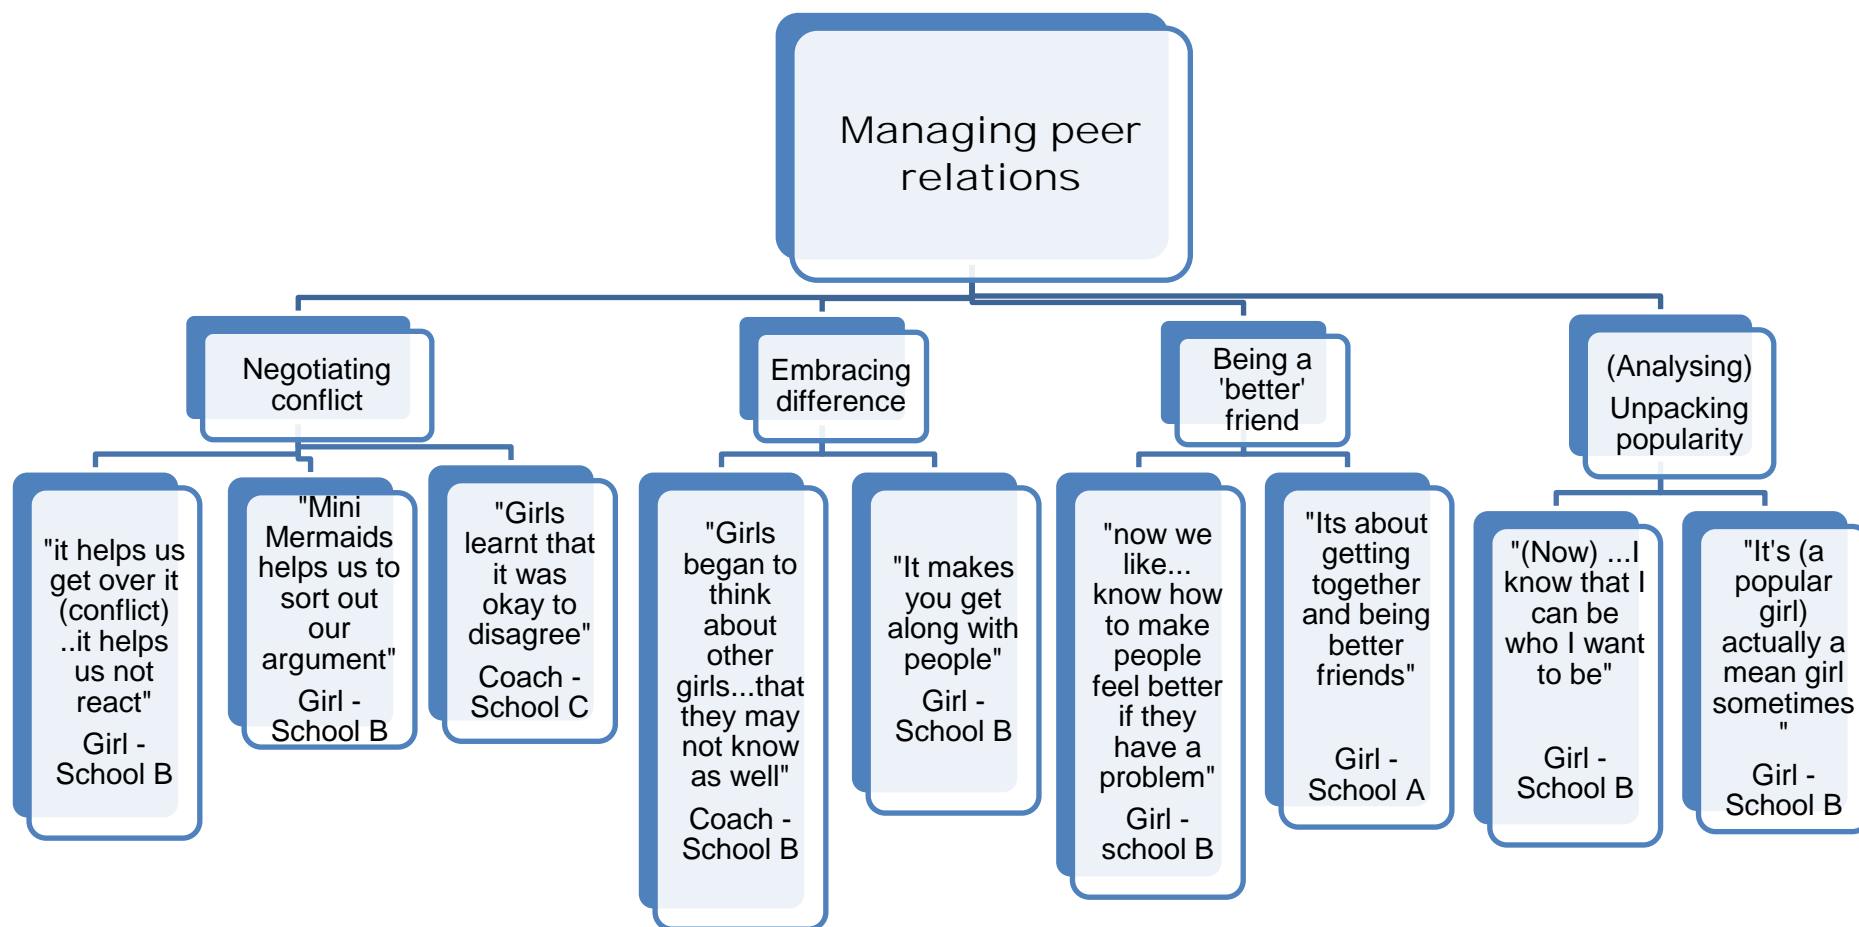 Managing peer
relations
Negotiating
conflict
"it helps us
get over it
(conflict)
..it helps
us not
react"
Girl -
School B
"Mini
Mermaids
helps us to
sort out
our
argument"
Girl -
School B
"Girls
learnt that
it was
okay to
disagree"
Coach -
School C
Embracing
difference
"Girls
began to
think
about
other
girls...that
they may
not know
as well"
Coach -
School B
"It makes
you get
along with
people"
Girl -
School B
Being a
'better'
friend
"now we
like...
know how
to make
people
feel better
if they
have a
problem"
Girl -
school B
"Its about
getting
together
and being
better
friends"
Girl -
School A
(Analysing)
Unpacking
popularity
"(Now) ...I
know that I
can be
who I want
to be"
Girl -
School B
"It's (a
popular
girl)
actually a
mean girl
sometimes
"
Girl -
School B